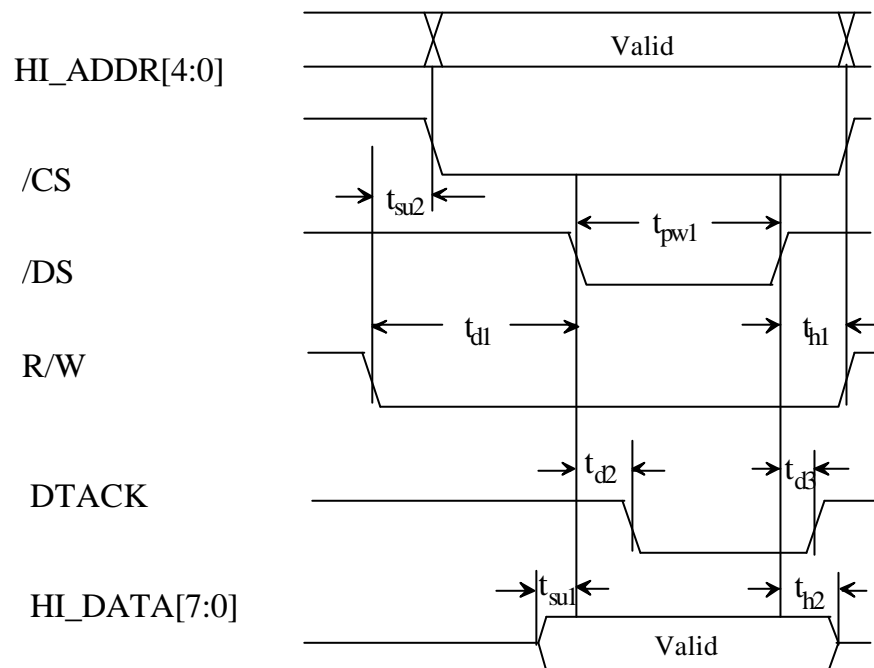 Valid
HI_ADDR[4:0]
/CS
tsu2
tpw1
/DS
td1
th1
R/W
td2
td3
DTACK
tsu1
th2
HI_DATA[7:0]
Valid